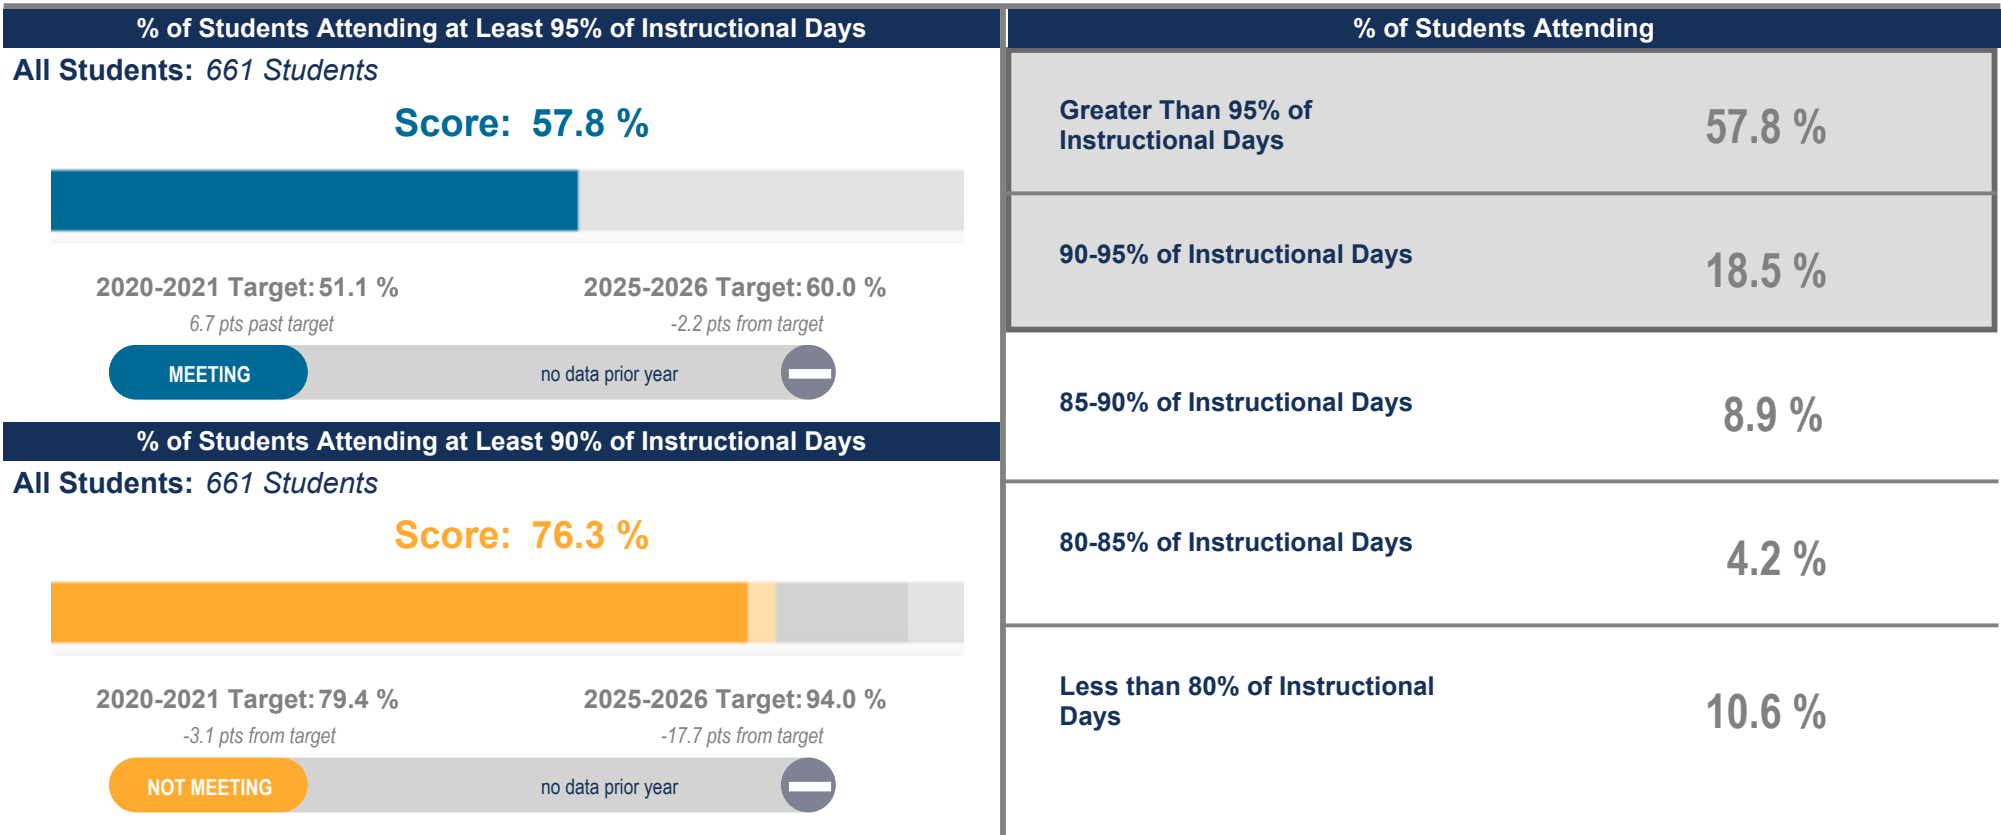 % of Students Attending at Least 95% of Instructional Days
All Students: 661 Students
Score: 57.8 %
2020-2021 Target: 51.1 %
6.7 pts past target
2025-2026 Target: 60.0 %
-2.2 pts from target
MEETING
no data prior year
% of Students Attending at Least 90% of Instructional Days
All Students: 661 Students
Score: 76.3 %
2020-2021 Target: 79.4 %
-3.1 pts from target
2025-2026 Target: 94.0 %
-17.7 pts from target
NOT MEETING
no data prior year
% of Students Attending
Greater Than 95% of
Instructional Days
57.8 %
90-95% of Instructional Days
18.5 %
85-90% of Instructional Days
8.9 %
80-85% of Instructional Days
4.2 %
Less than 80% of Instructional
Days
10.6 %